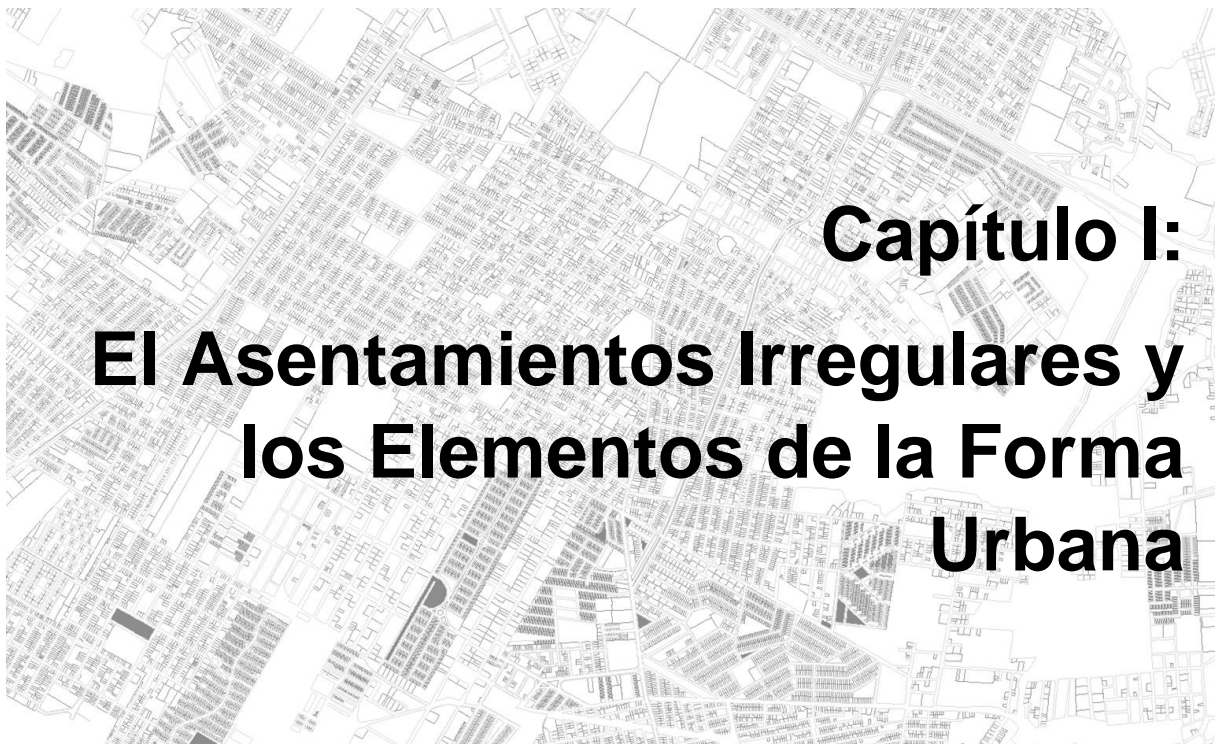 Capítulo I:
El Asentamientos Irregulares y
los Elementos de la Forma
Urbana